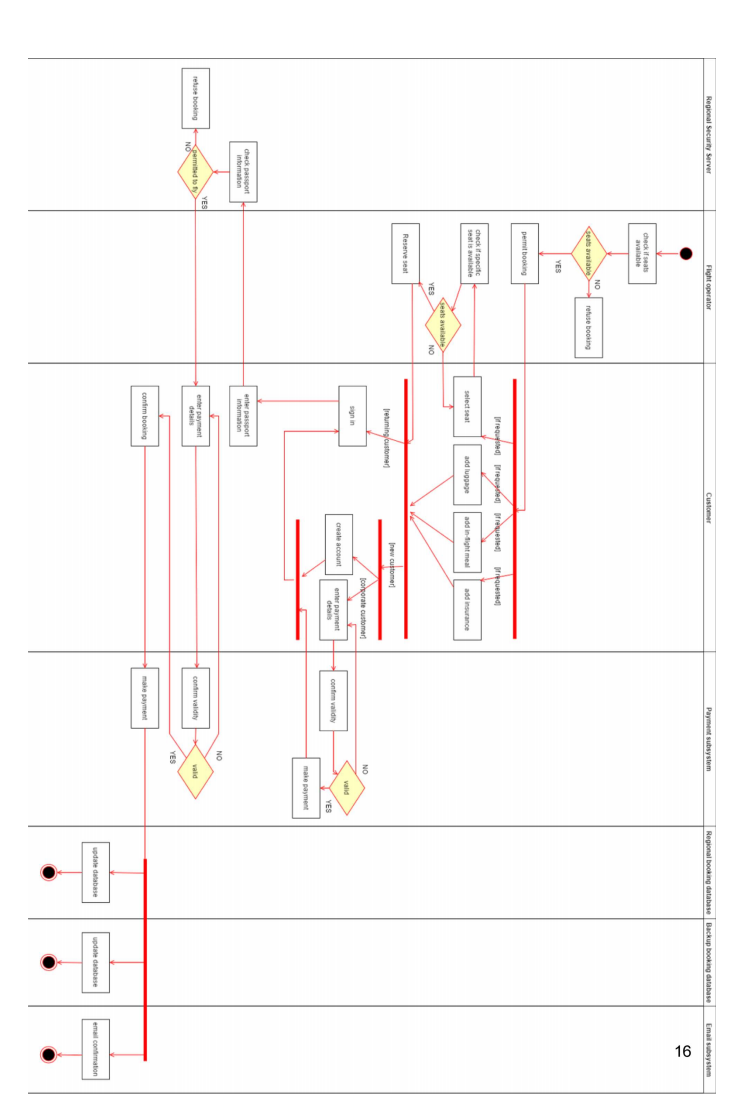 Regional Security Server
Flight operator
Customer
Payment subsystem
Regional booking database
Backup booking database
Email subsystem
check if seats
available
seats available
NO
YES
refuse booking
permit booking
[if requested]
[if requested]
[if requested]
[if requested]
select seat
add luggage
add in-flight meal
add insurance
check if specific
seat is available
seats available
YES
NO
Reserve seat
[returning customer]
[new customer]
sign in
[corporate customer]
create account
enter payment
details
confirm validity
valid
NO
YES
make payment
enter passport
information
check passport
information
permitted to fly
NO
YES
refuse booking
enter payment
details
confirm validity
valid
NO
YES
confirm booking
make payment
update database
update database
email confirmation
16